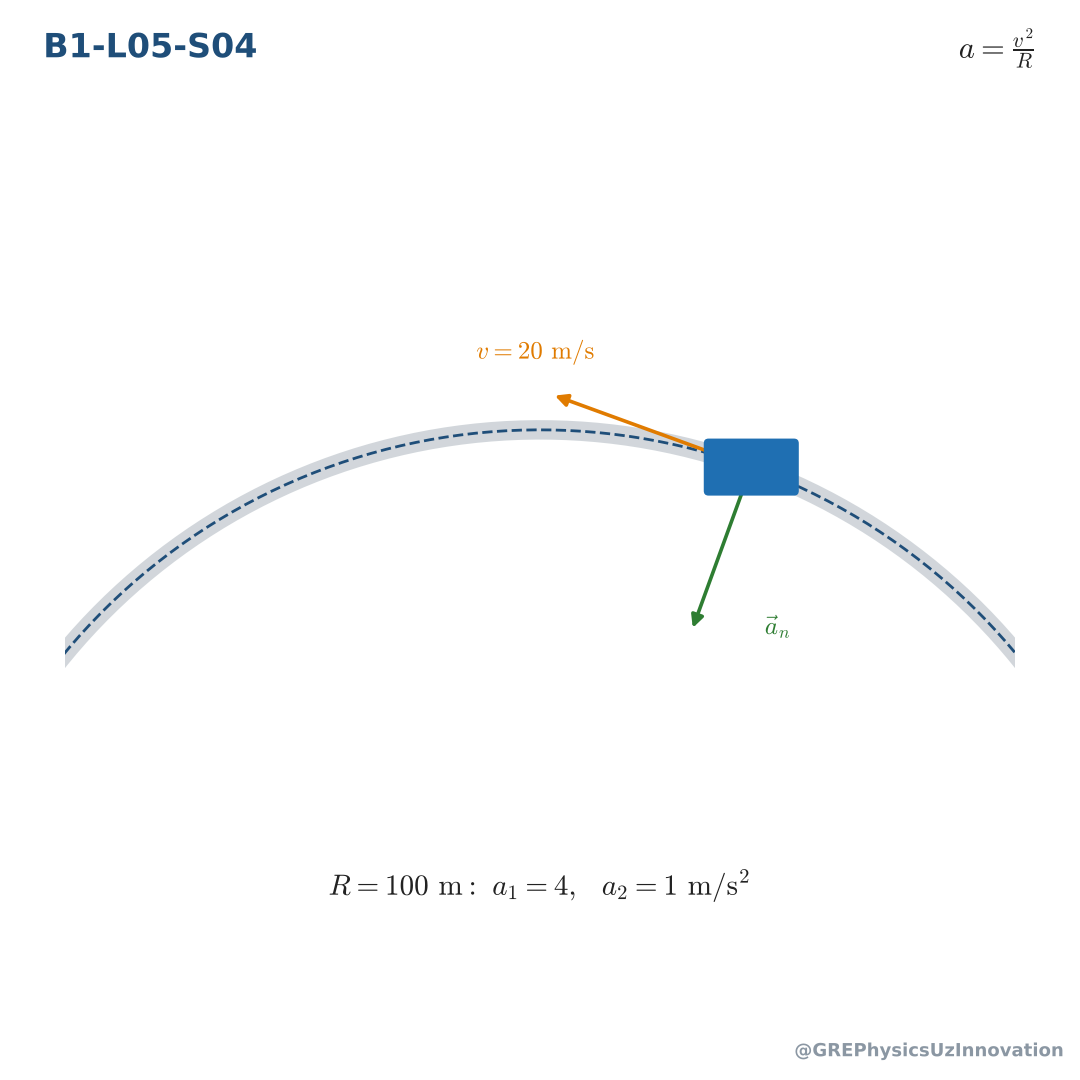 B1-L05-S04
a = v²/R
v = 20 m/s
a⃗ₙ
R = 100 m : a₁ = 4, a₂ = 1 m/s²
@GREPhysicsUzInnovation